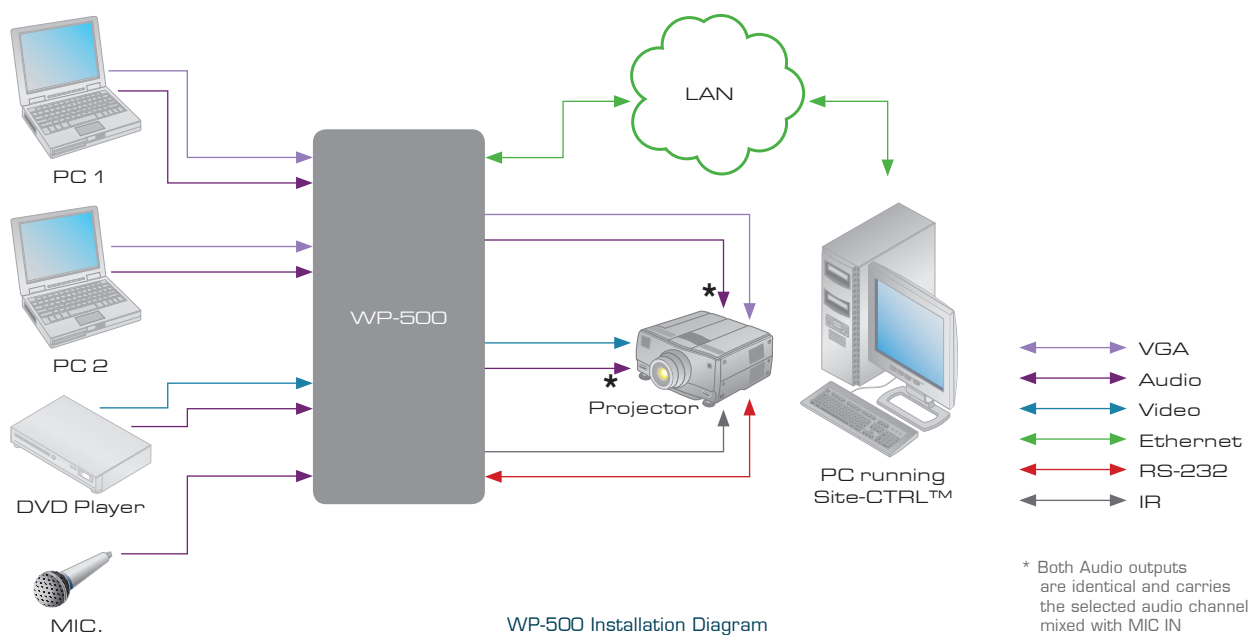 PC 1
PC 2
DVD Player
MIC.
WP-500
LAN
*
*
Projector
PC running
Site-CTRL™
VGA
Audio
Video
Ethernet
RS-232
IR
* Both Audio outputs
are identical and carries
the selected audio channel
mixed with MIC IN
WP-500 Installation Diagram